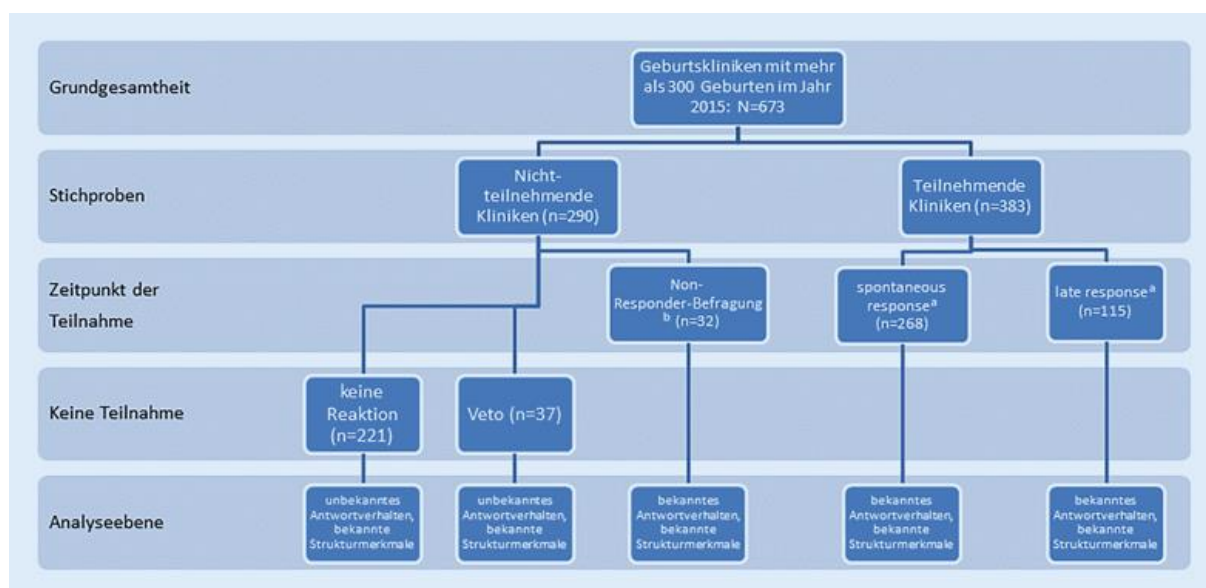 Grundgesamtheit
Geburtskliniken mit mehr
als 300 Geburten im Jahr
2015: N=673
Stichproben
Nicht-
teilnehmende
Kliniken (n=290)
Teilnehmende
Kliniken (n=383)
Zeitpunkt der
Teilnahme
Non-
Responder-Befragung
b (n=32)
spontaneous
response a
(n=268)
late response a
(n=115)
Keine Teilnahme
keine
Reaktion
(n=221)
Veto (n=37)
Analyseebene
unbekanntes
Antwortverhalten,
bekannte
Strukturmerkmale
unbekanntes
Antwortverhalten,
bekannte
Strukturmerkmale
bekanntes
Antwortverhalten,
bekannte
Strukturmerkmale
bekanntes
Antwortverhalten,
bekannte
Strukturmerkmale
bekanntes
Antwortverhalten,
bekannte
Strukturmerkmale